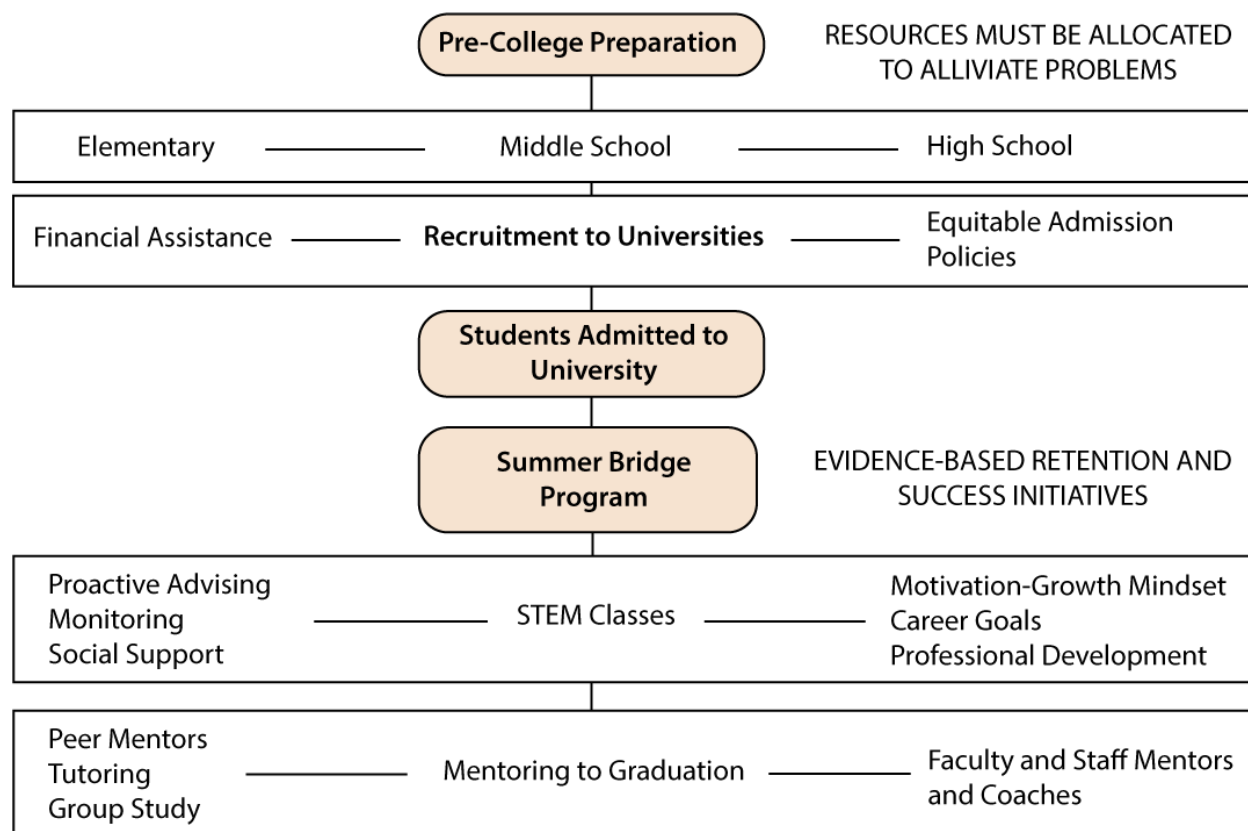 Pre-College Preparation
RESOURCES MUST BE ALLOCATED
TO ALLIVIATE PROBLEMS
Elementary
Middle School
High School
Financial Assistance
Recruitment to Universities
Equitable Admission
Policies
Students Admitted to
University
Summer Bridge
Program
EVIDENCE-BASED RETENTION AND
SUCCESS INITIATIVES
Proactive Advising
Monitoring
Social Support
STEM Classes
Motivation-Growth Mindset
Career Goals
Professional Development
Peer Mentors
Tutoring
Group Study
Mentoring to Graduation
Faculty and Staff Mentors
and Coaches